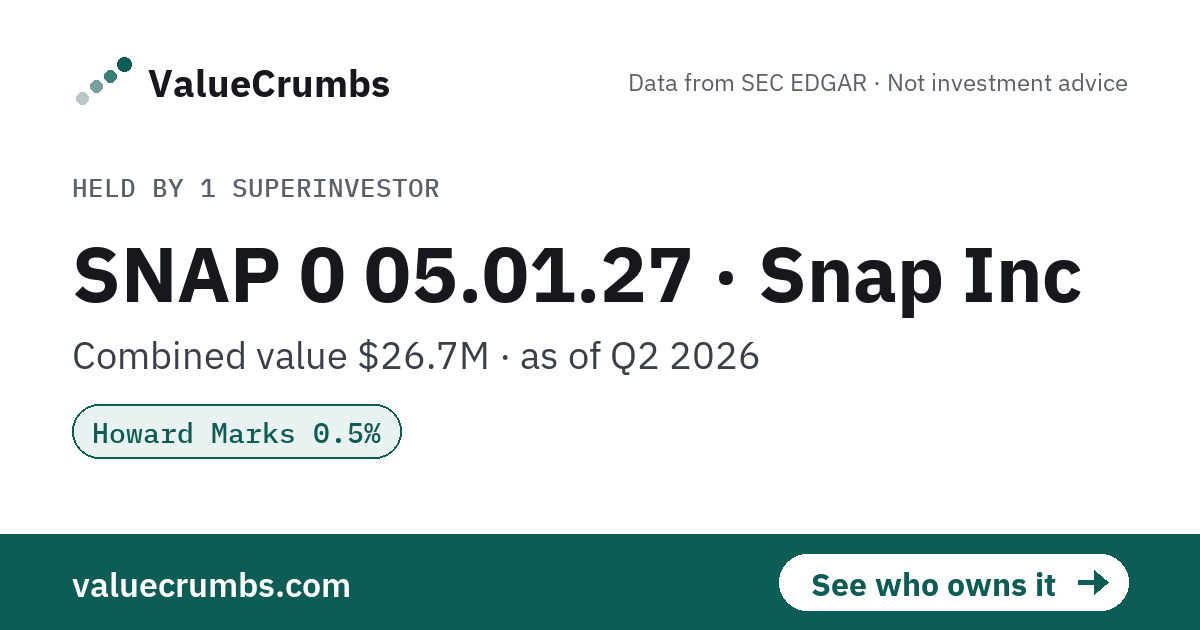 ValueCrumbs
Data from SEC EDGAR · Not investment advice
HELD BY 1 SUPERINVESTOR
SNAP 0 05.01.27 · Snap Inc
Combined value $26.7M · as of Q2 2026
Howard Marks 0.5%
valuecrumbs.com
See who owns it